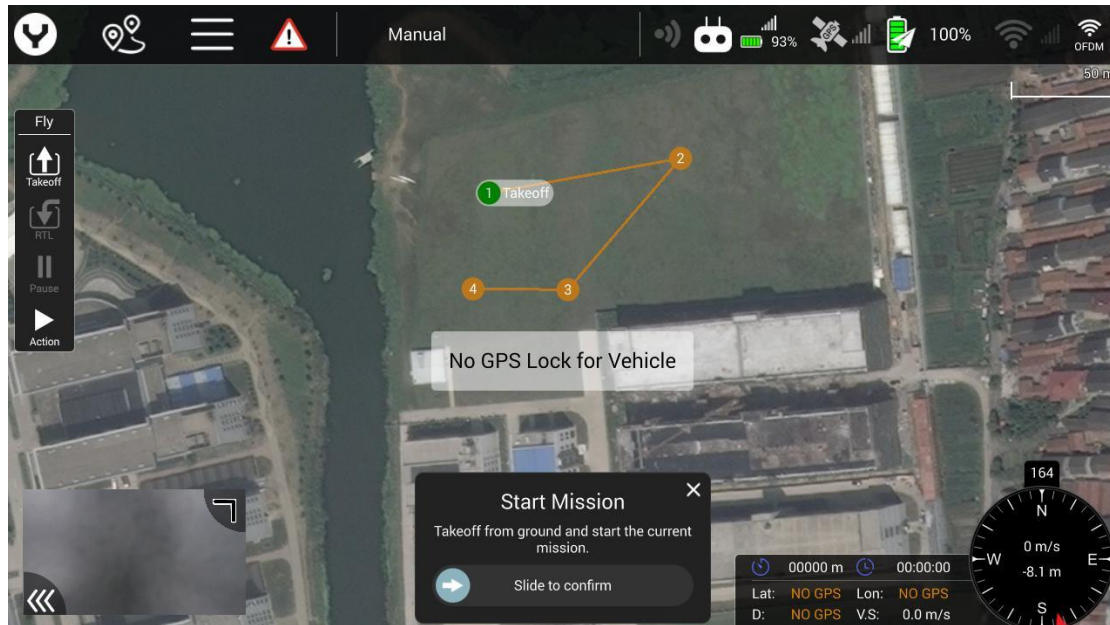 Manual
93%
GPS
100%
OFDM
50 m
Fly
Takeoff
RTL
Pause
Action
2
1 Takeoff
4
3
No GPS Lock for Vehicle
Start Mission
Takeoff from ground and start the current
mission.
Slide to confirm
00000 m 00:00:00
Lat: NO GPS Lon: NO GPS
D: NO GPS V.S: 0.0 m/s
164
N
0 m/s
W E
-8.1 m
S